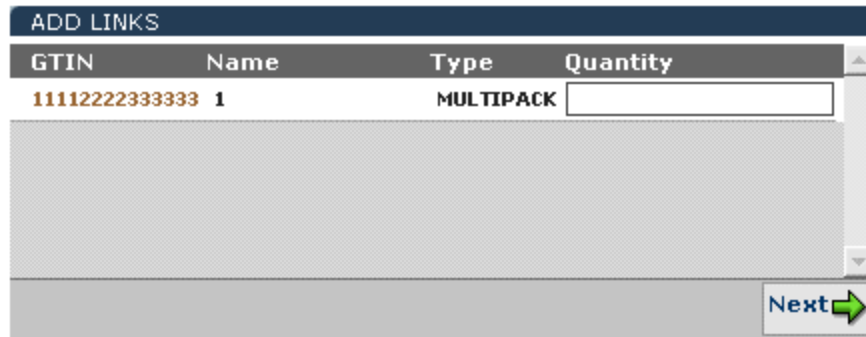 ADD LINKS
GTIN Name Type Quantity
11112222333333 1 MULTIPACK
Next